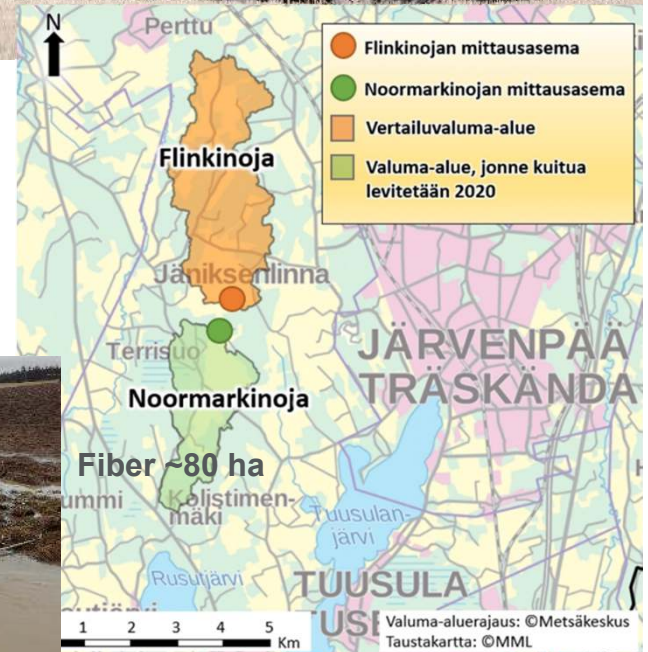 N
Perttu
Flinkinojan mittausasema
Noormarkinojan mittausasema
Vertailuvaluma-alue
Valuma-alue, jonne kuitua
levitetään 2020
Flinkinoja
Jäniksenlinna
Terrisuo
JÄRVENPÄÄ
TRÄSKÄNDA
Noormarkinoja
Fiber ~80 ha
ummi
Kolistimen-
mäki
Tuusulan-
järvi
Rusutjärvi
TUUSULA
TUSB
1 2 3 4 5 Km
Valuma-aluerajaus: ©Metsäkeskus
Taustakartta: ©MML